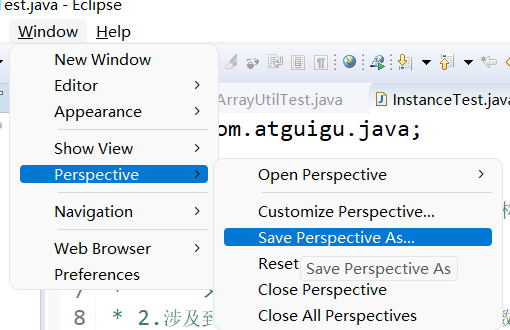 Test.java - Eclipse
Window Help
New Window
Editor
Appearance
Show View
Perspective
Navigation
Web Browser
Preferences
ArrayUtilTest.java
InstanceTest.java
om.atguigu.java;
Open Perspective
Customize Perspective...
Save Perspective As...
Reset
Save Perspective As
Close Perspective
Close All Perspectives
7 *
8 * 2.涉及到